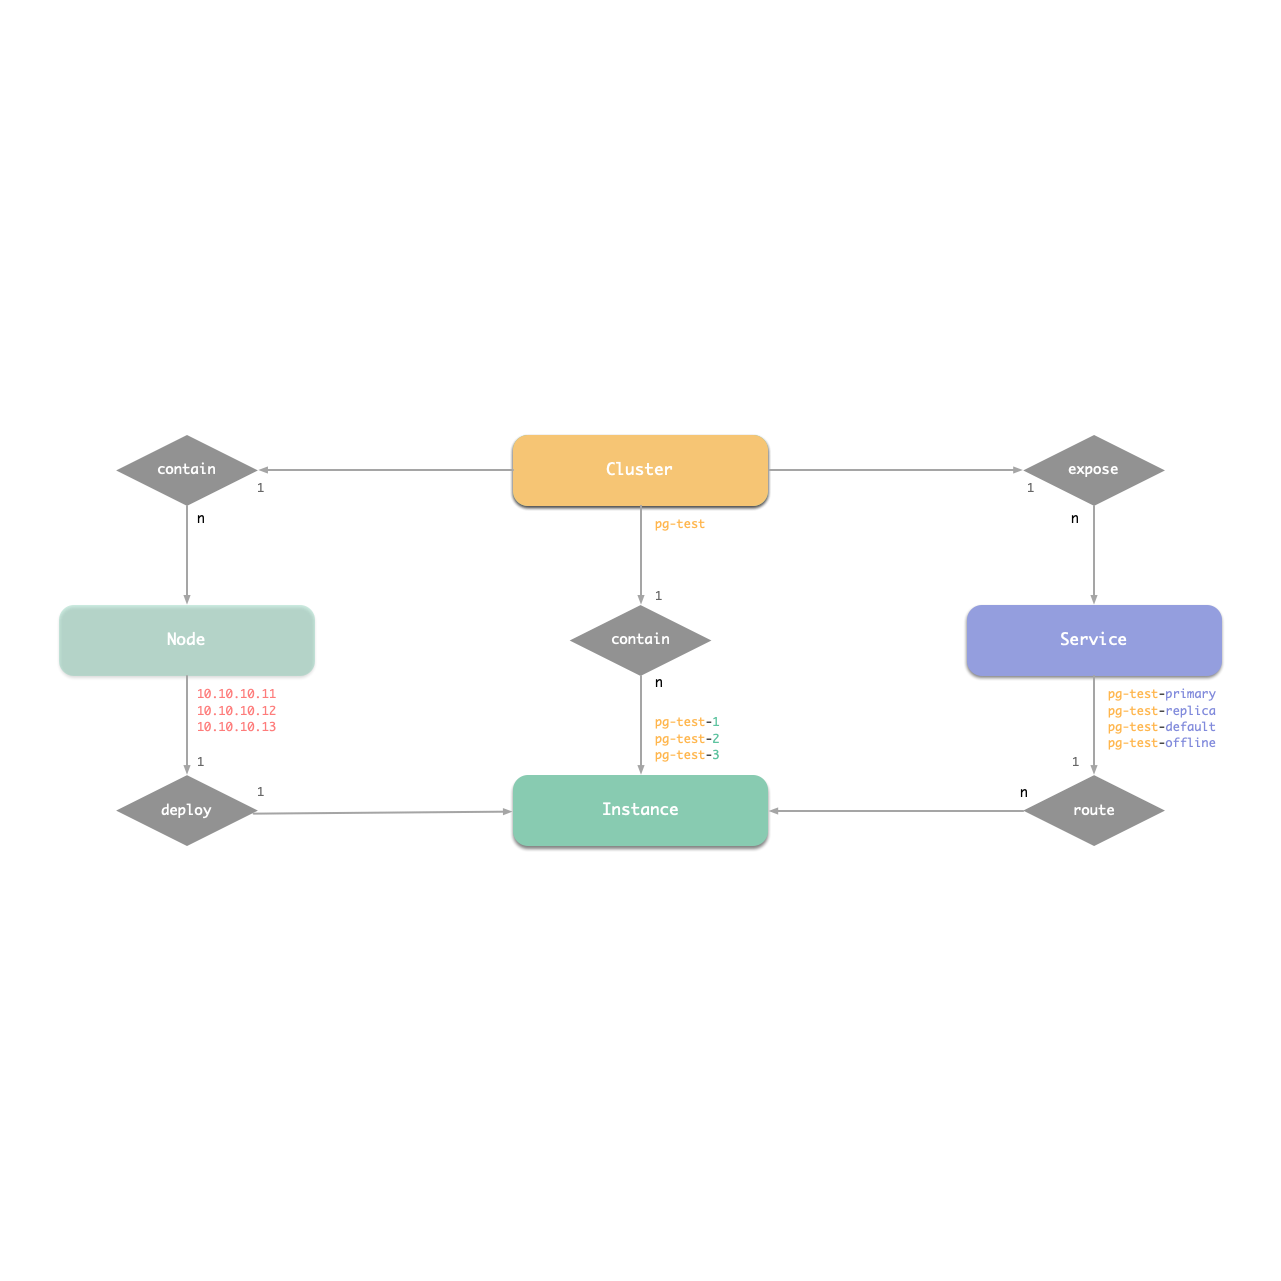 contain
Cluster
expose
1
1
n
pg-test
n
1
Node
contain
Service
n
10.10.10.11
10.10.10.12
10.10.10.13
pg-test-1
pg-test-2
pg-test-3
pg-test-primary
pg-test-replica
pg-test-default
pg-test-offline
1
1
1
n
deploy
Instance
route